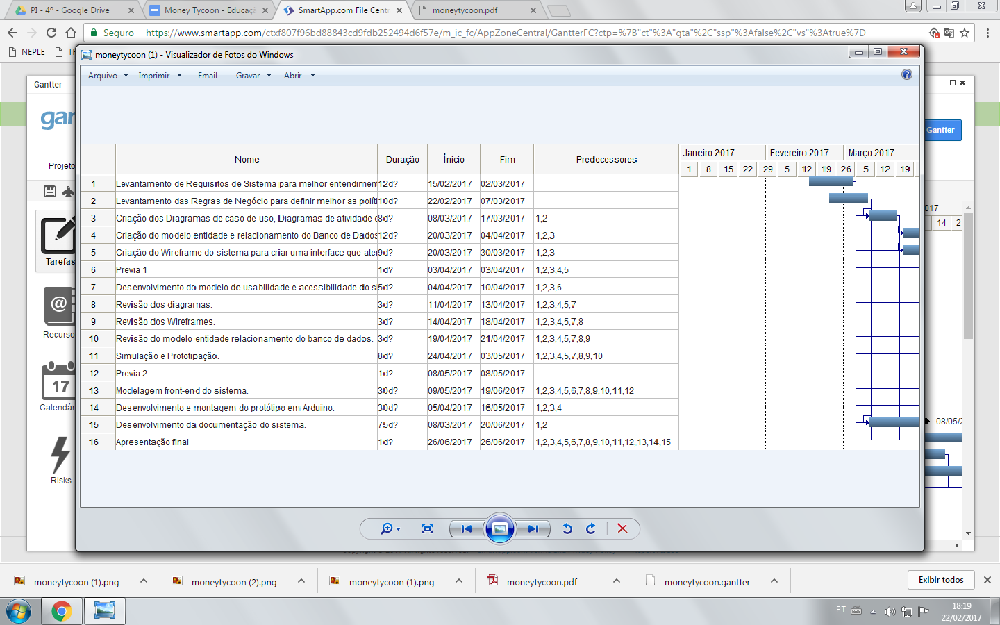 PI - 4º - Google Drive
Money Tycoon - Educaçã
SmartApp.com File Centr
moneytycoon.pdf
Seguro
https://www.smartapp.com/ctxf807f96bd88843cd9fdb252494d6f57e/m_ic_fc/AppZoneCentral/GantterFC?ctp=%7B"ct"%3A"gta"%2C"ssp"%3Afalse%2C"vs"%3Atrue%7D
NEPLE
moneytycoon (1) - Visualizador de Fotos do Windows
Arquivo Imprimir Email Gravar Abrir
Gantter
gan
Gantter
Projeto
Tarefas
Recurso
17
Calendár
Risks
Nome Duração Ínicio Fim Predecessores
Janeiro 2017 Fevereiro 2017 Março 2017
1 8 15 22 29 5 12 19 26 5 12 19
1 Levantamento de Requisitos de Sistema para melhor entendiment 12d? 15/02/2017 02/03/2017
2 Levantamento das Regras de Negócio para definir melhor as políti 10d? 22/02/2017 07/03/2017
3 Criação dos Diagramas de caso de uso, Diagramas de atividade e 8d? 08/03/2017 17/03/2017 1,2
4 Criação do modelo entidade e relacionamento do Banco de Dados 12d? 20/03/2017 04/04/2017 1,2,3
5 Criação do Wireframe do sistema para criar uma interface que ate 9d? 20/03/2017 30/03/2017 1,2,3
6 Previa 1 1d? 03/04/2017 03/04/2017 1,2,3,4,5
7 Desenvolvimento do modelo de usabilidade e acessibilidade do s 5d? 04/04/2017 10/04/2017 1,2,3,6
8 Revisão dos diagramas. 3d? 11/04/2017 13/04/2017 1,2,3,4,5,7
9 Revisão dos Wireframes. 3d? 14/04/2017 18/04/2017 1,2,3,4,5,7,8
10 Revisão do modelo entidade relacionamento do banco de dados. 3d? 19/04/2017 21/04/2017 1,2,3,4,5,7,8,9
11 Simulação e Prototipação. 8d? 24/04/2017 03/05/2017 1,2,3,4,5,7,8,9,10
12 Previa 2 1d? 08/05/2017 08/05/2017
13 Modelagem front-end do sistema. 30d? 09/05/2017 19/06/2017 1,2,3,4,5,6,7,8,9,10,11,12
14 Desenvolvimento e montagem do protótipo em Arduino. 30d? 05/04/2017 16/05/2017 1,2,3,4
15 Desenvolvimento da documentação do sistema. 75d? 08/03/2017 20/06/2017 1,2
16 Apresentação final 1d? 26/06/2017 26/06/2017 1,2,3,4,5,6,7,8,9,10,11,12,13,14,15
017
14 2
08/05/2
moneytycoon (1).png
moneytycoon (2).png
moneytycoon (1).png
moneytycoon.pdf
moneytycoon.gantter
Exibir todos
PT
18:19
22/02/2017